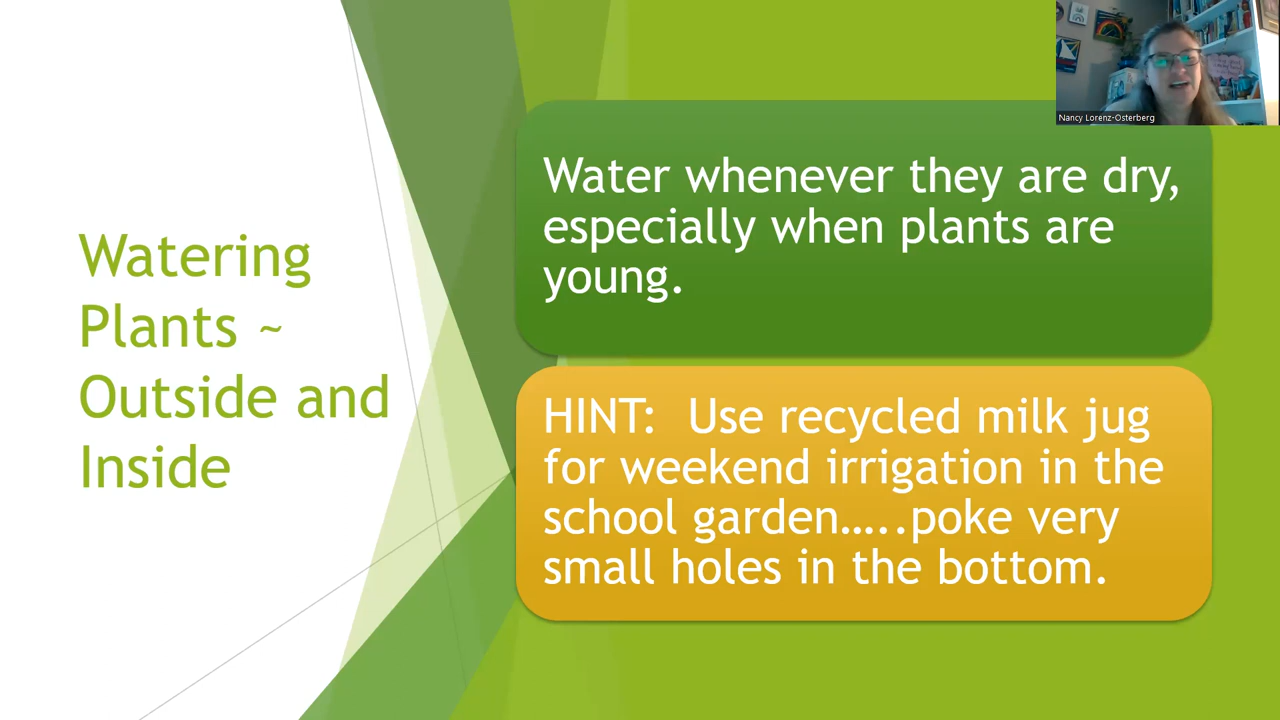 Watering
Plants ~
Outside and
Inside
Water whenever they are dry,
especially when plants are
young.
HINT:  Use recycled milk jug
for weekend irrigation in the
school garden…..poke very
small holes in the bottom.
Nancy Lorenz-Osterberg